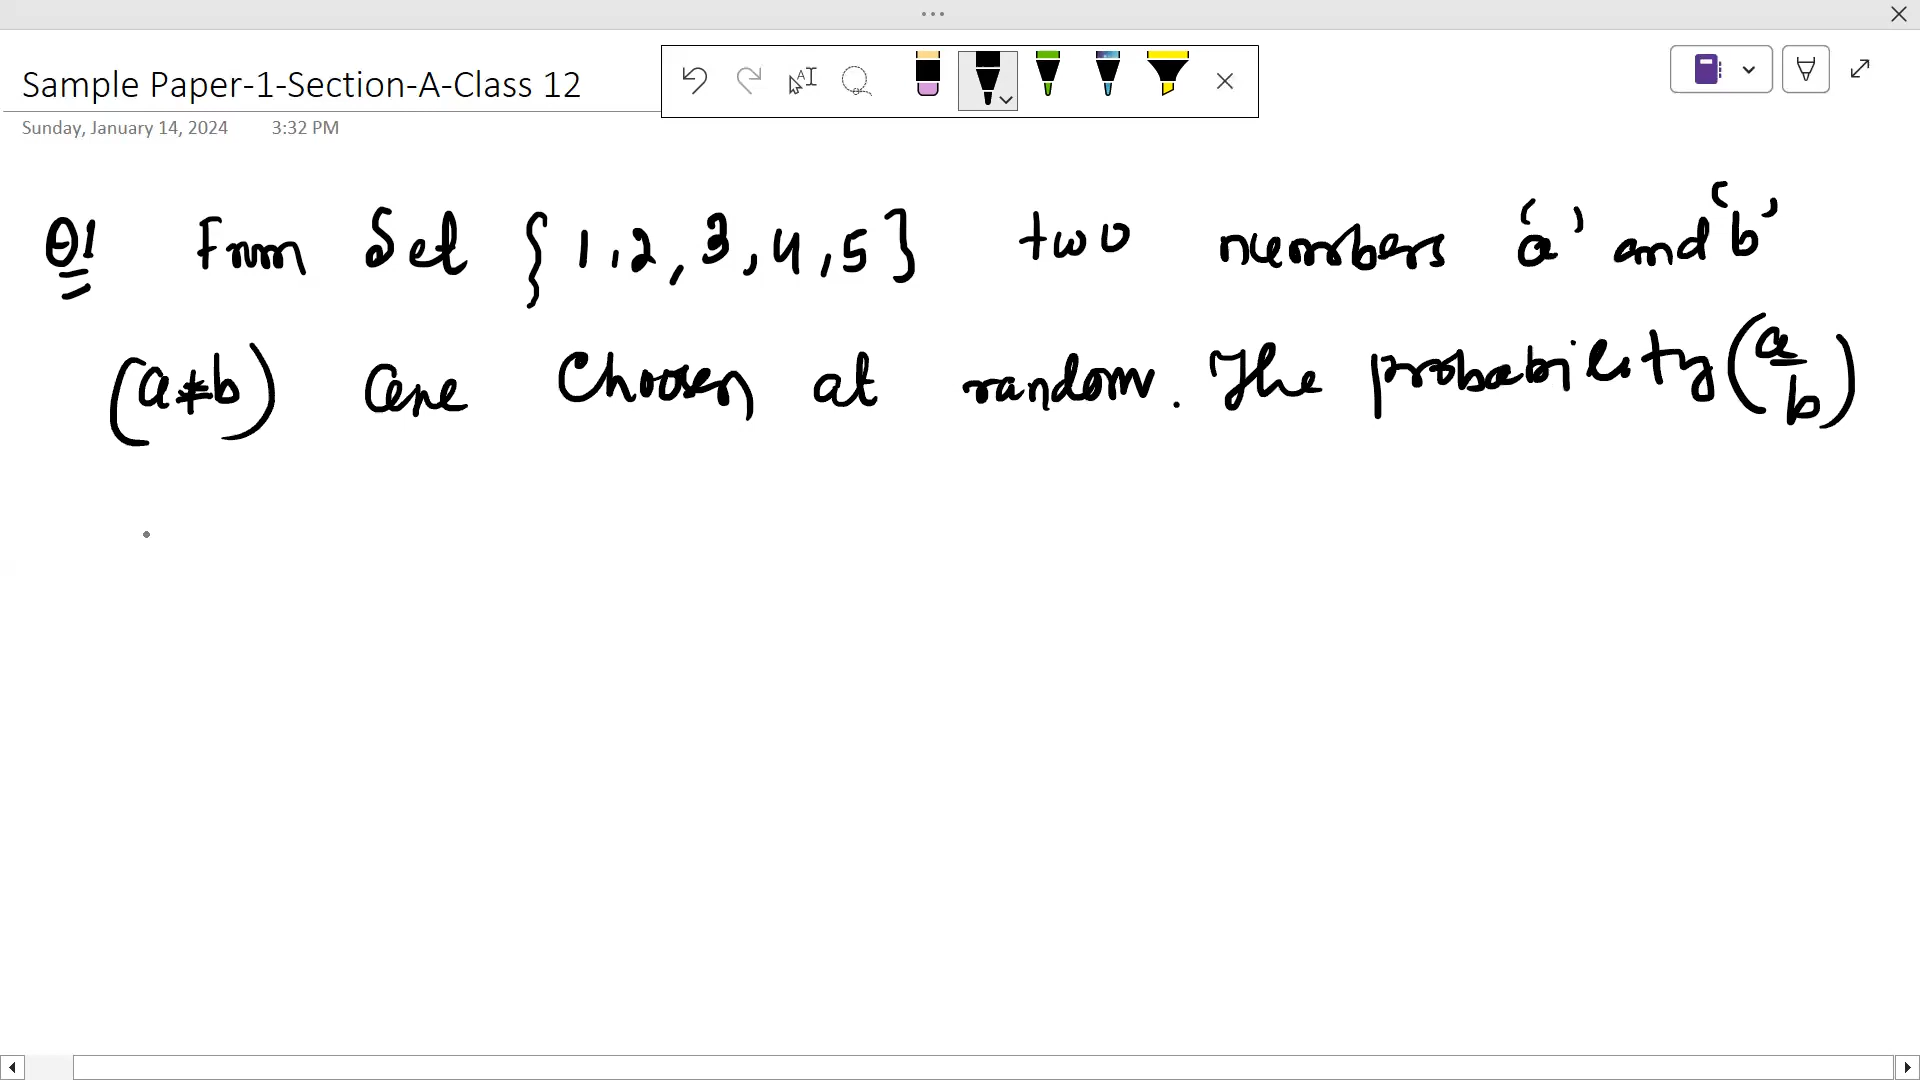 Sample Paper-1-Section-A-Class 12
Sunday, January 14, 2024 3:32 PM
Q1 From Set {1,2,3,4,5} two numbers 'a' and 'b'
(a≠b) are Choosen at random. The probability (a/b)